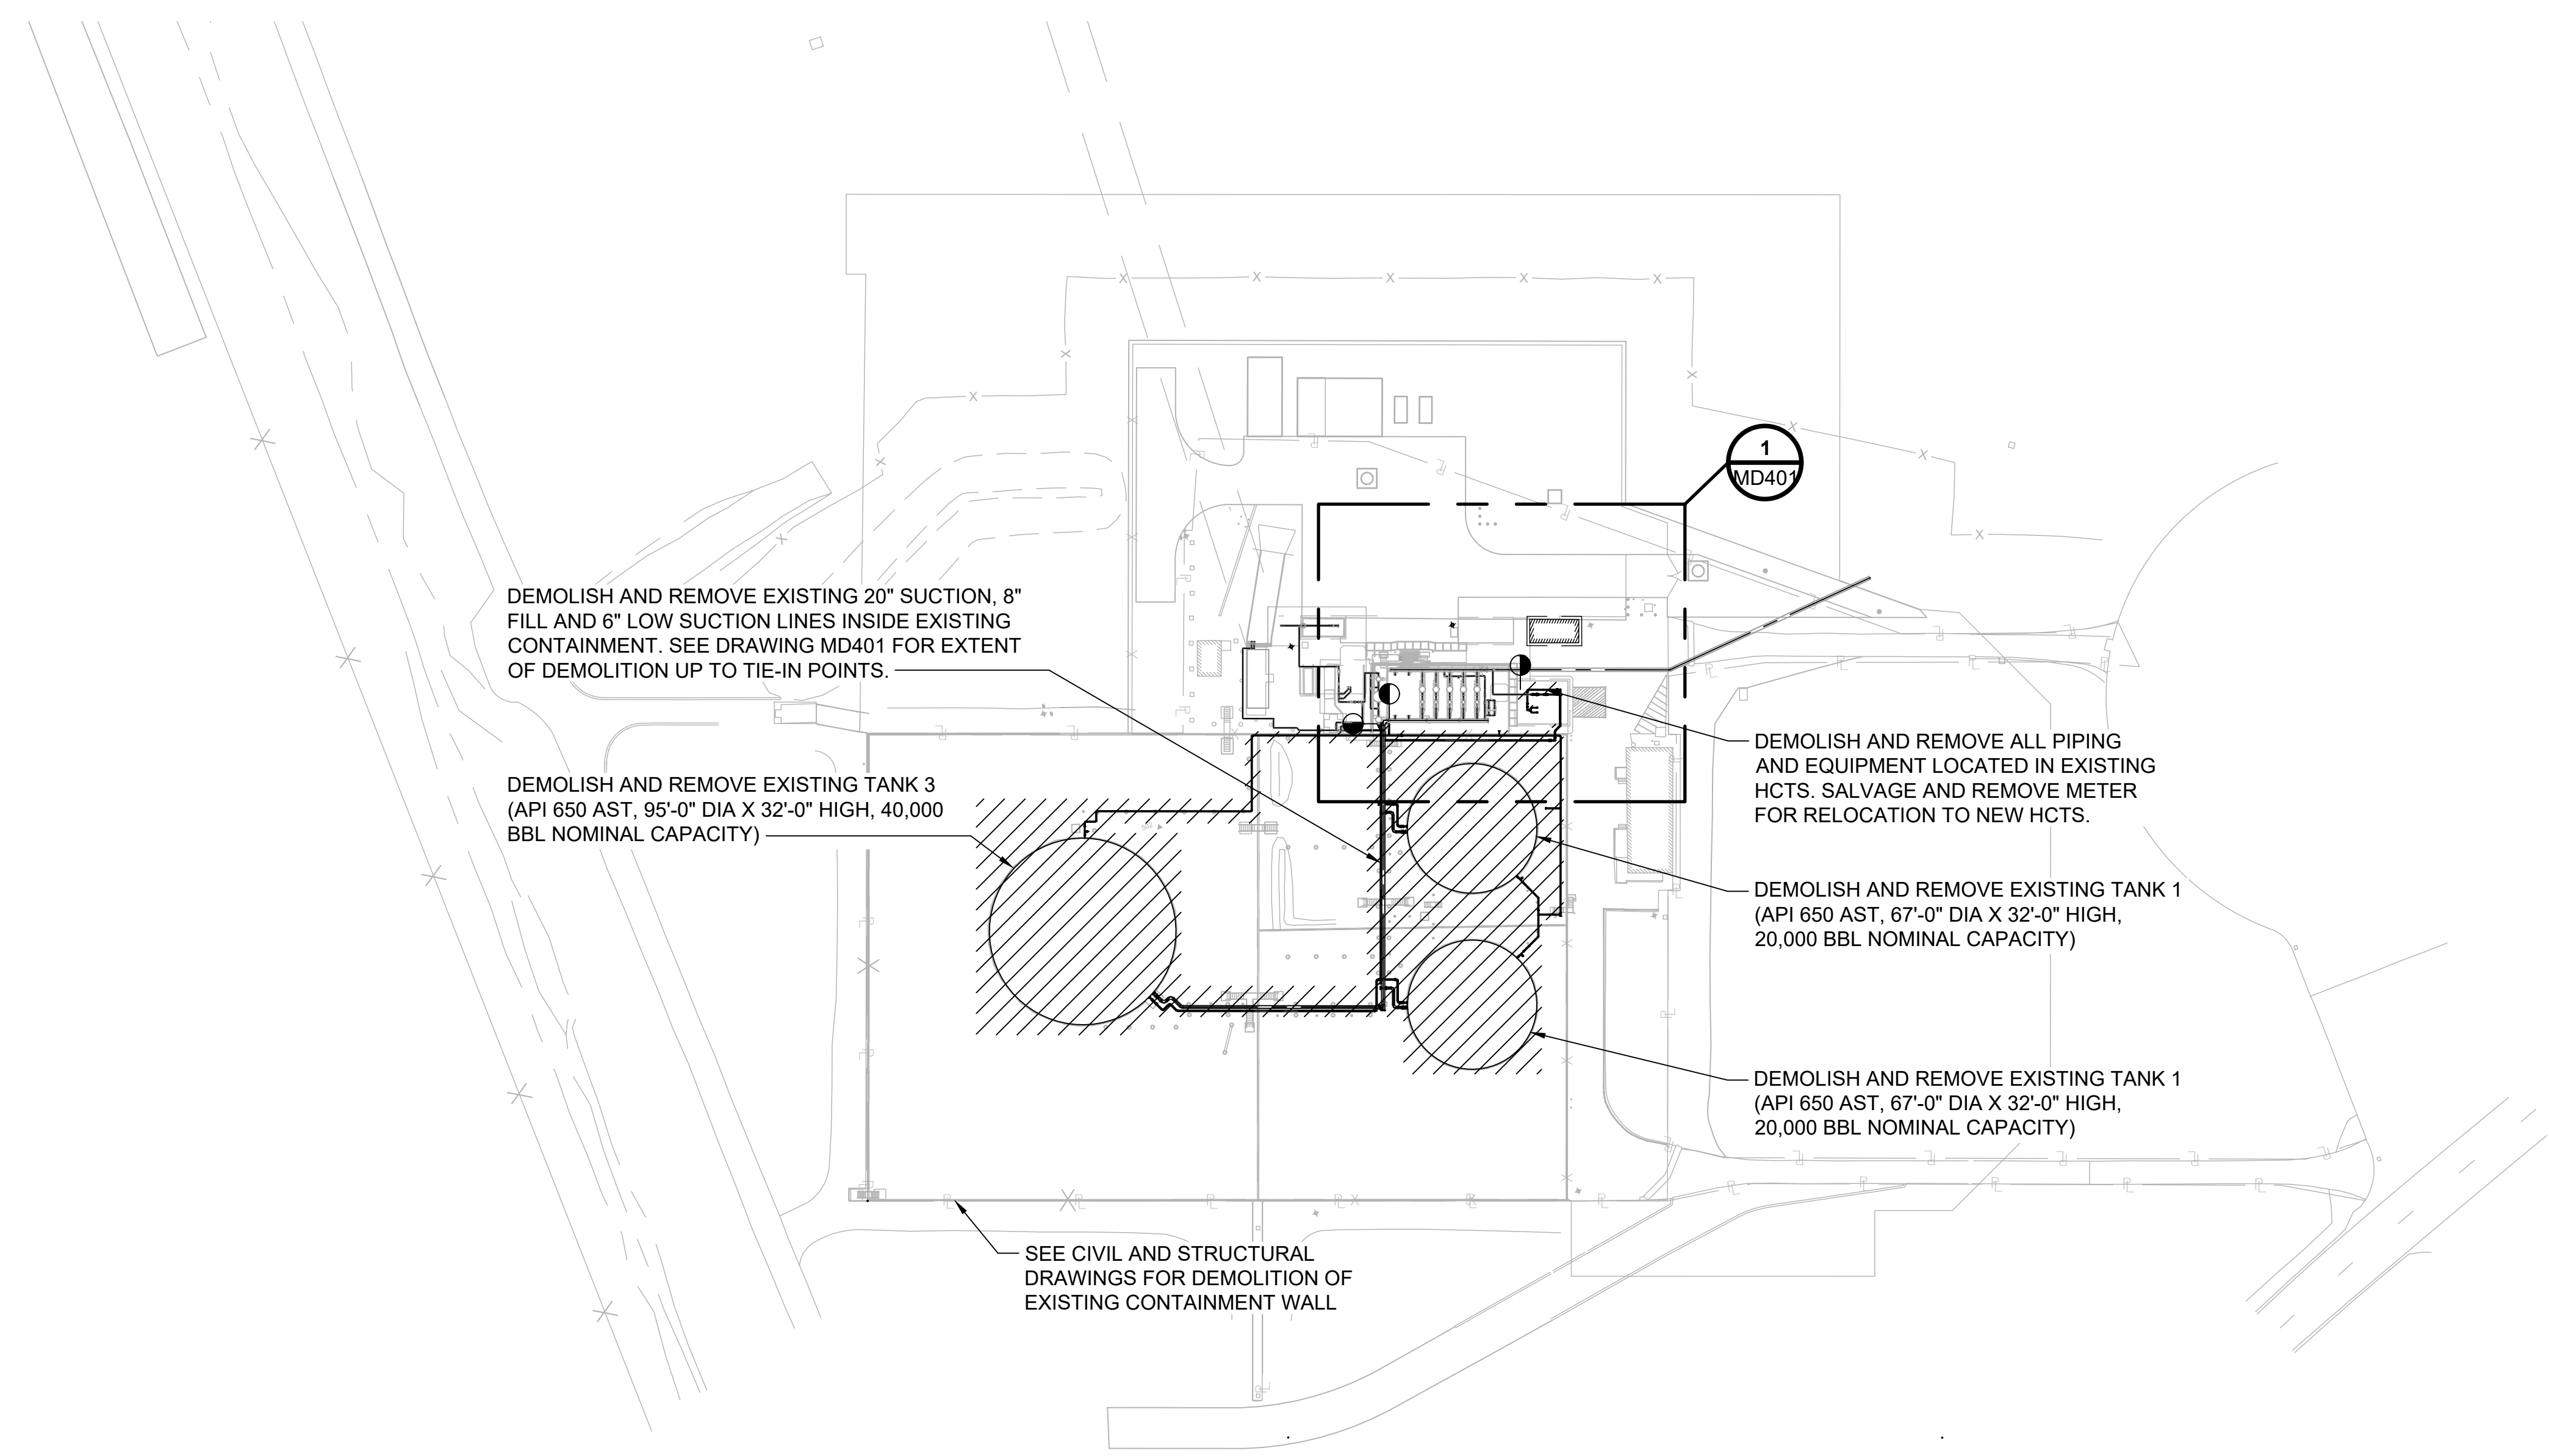 1
MD401
DEMOLISH AND REMOVE EXISTING 20" SUCTION, 8"
FILL AND 6" LOW SUCTION LINES INSIDE EXISTING
CONTAINMENT. SEE DRAWING MD401 FOR EXTENT
OF DEMOLITION UP TO TIE-IN POINTS.
DEMOLISH AND REMOVE EXISTING TANK 3
(API 650 AST, 95'-0" DIA X 32'-0" HIGH, 40,000
BBL NOMINAL CAPACITY)
DEMOLISH AND REMOVE ALL PIPING
AND EQUIPMENT LOCATED IN EXISTING
HCTS. SALVAGE AND REMOVE METER
FOR RELOCATION TO NEW HCTS.
DEMOLISH AND REMOVE EXISTING TANK 1
(API 650 AST, 67'-0" DIA X 32'-0" HIGH,
20,000 BBL NOMINAL CAPACITY)
DEMOLISH AND REMOVE EXISTING TANK 1
(API 650 AST, 67'-0" DIA X 32'-0" HIGH,
20,000 BBL NOMINAL CAPACITY)
SEE CIVIL AND STRUCTURAL
DRAWINGS FOR DEMOLITION OF
EXISTING CONTAINMENT WALL